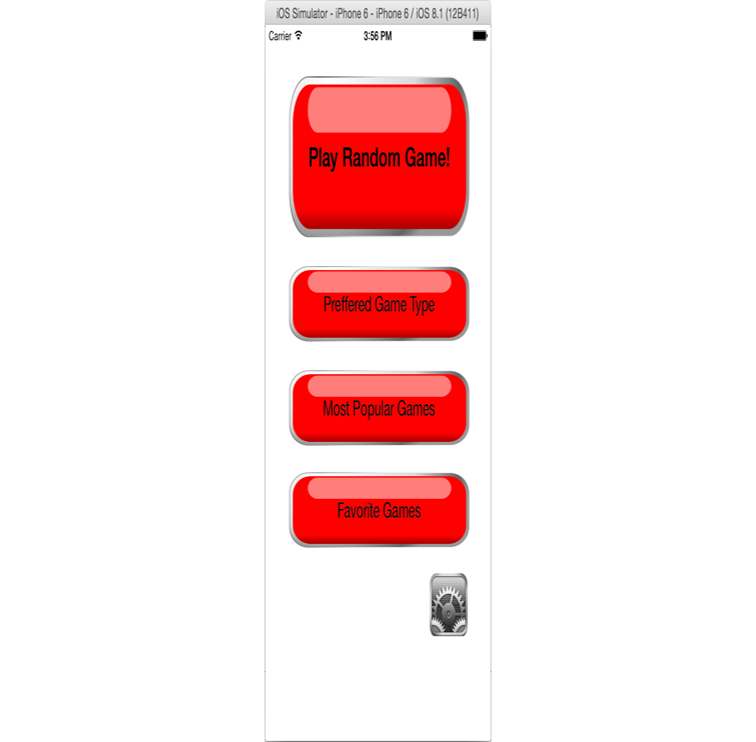 iOS Simulator - iPhone 6 - iPhone 6 / iOS 8.1 (12B411)
Carrier 3:56 PM
Play Random Game!
Preffered Game Type
Most Popular Games
Favorite Games